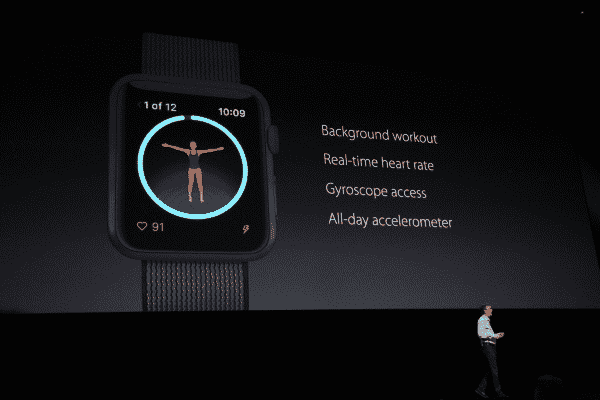 1 of 12
10:09
91
Background workout
Real-time heart rate
Gyroscope access
All-day accelerometer